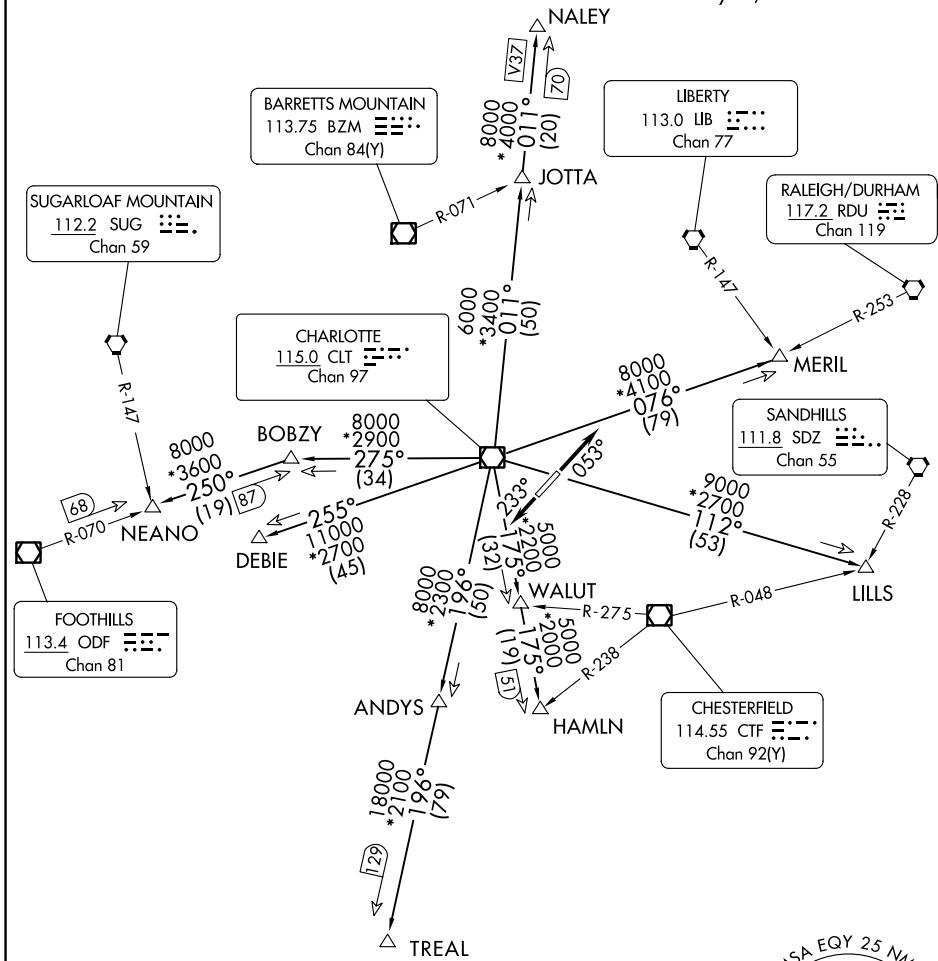 NALEY
V37
70
8000
*4000
011°
(20)
BARRETTS MOUNTAIN
113.75 BZM
Chan 84(Y)
LIBERTY
113.0 LIB
Chan 77
JOTTA
R-071
SUGARLOAF MOUNTAIN
112.2 SUG
Chan 59
RALEIGH/DURHAM
117.2 RDU
Chan 119
R-147
R-253
6000
*3400
011°
(50)
CHARLOTTE
115.0 CLT
Chan 97
MERIL
R-147
8000
*4100
076°
(79)
SANDHILLS
111.8 SDZ
Chan 55
BOBZY
8000
*2900
275°
(34)
8000
*3600
250°
(19)
87
053°
233°
68
R-070
NEANO
255°
11000
*2700
(45)
DEBIE
9000
*2700
112°
(53)
R-228
LILLS
5000
*2200
175°
(32)
8000
*2300
196°
(50)
WALUT
R-275
R-048
FOOTHILLS
113.4 ODF
Chan 81
5000
*2000
175°
(19)
R-238
51
ANDYS
HAMLN
CHESTERFIELD
114.55 CTF
Chan 92(Y)
18000
*2100
196°
(79)
129
TREAL
EQY 25